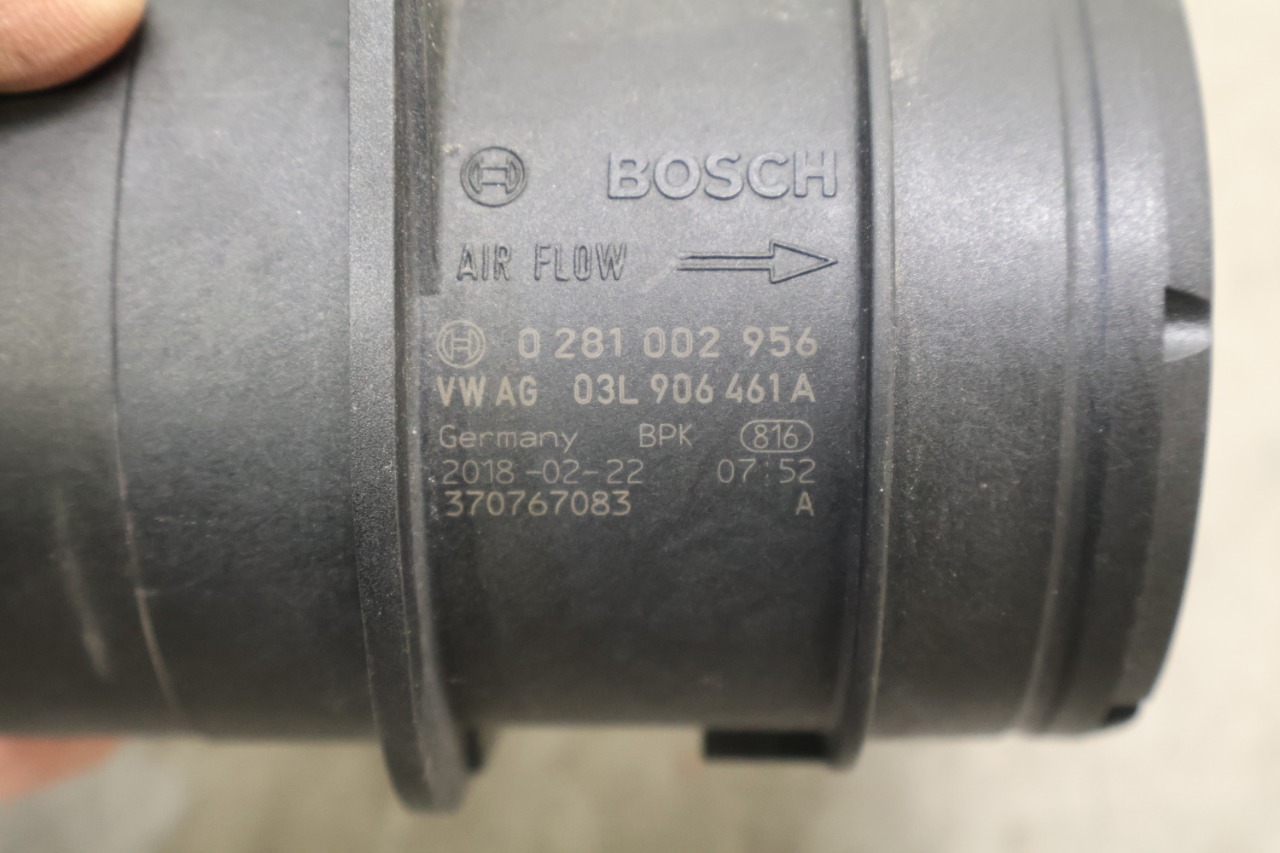 BOSCH
AIR FLOW
0 281 002 956
VW AG 03L 906 461 A
Germany BPK 816
2018-02-22 07:52
370767083 A